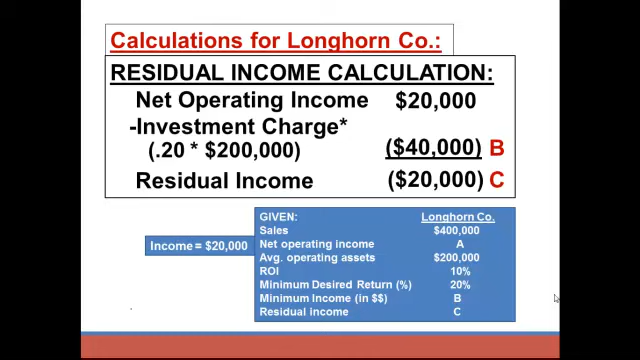 Calculations for Longhorn Co.:
RESIDUAL INCOME CALCULATION:
Net Operating Income $20,000
-Investment Charge*
(.20 * $200,000) ($40,000) B
Residual Income ($20,000) C
Income = $20,000
GIVEN: Longhorn Co.
Sales $400,000
Net operating income A
Avg. operating assets $200,000
ROI 10%
Minimum Desired Return (%) 20%
Minimum Income (in $$) B
Residual income C